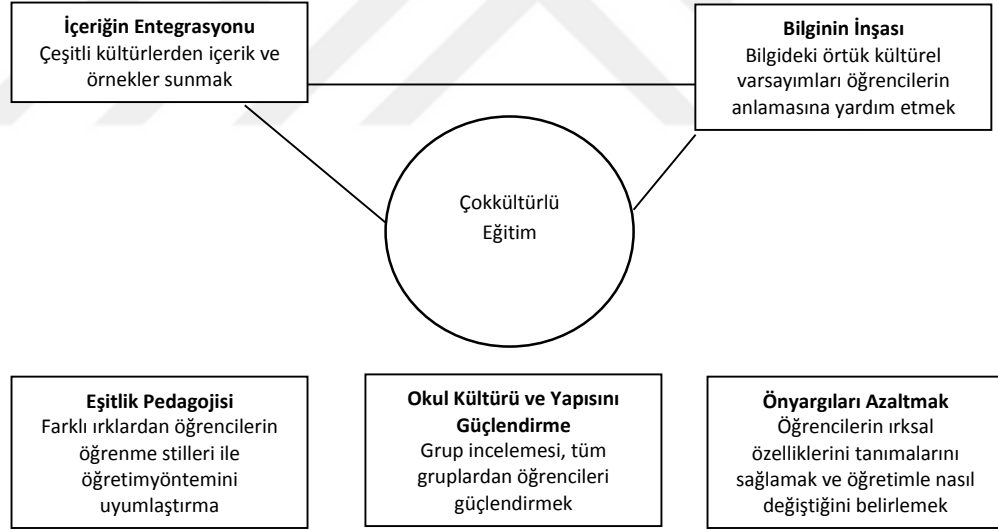 İçeriğin Entegrasyonu
Çeşitli kültürlerden içerik ve
örnekler sunmak
Bilginin İnşası
Bilgideki örtük kültürel
varsayımları öğrencilerin
anlamasına yardım etmek
Çokkültürlü
Eğitim
Eşitlik Pedagojisi
Farklı ırklardan öğrencilerin
öğrenme stilleri ile
öğretimyöntemini
uyumlaştırma
Okul Kültürü ve Yapısını
Güçlendirme
Grup incelemesi, tüm
gruplardan öğrencileri
güçlendirmek
Önyargıları Azaltmak
Öğrencilerin ırksal
özelliklerini tanımalarını
sağlamak ve öğretimle nasıl
değiştiğini belirlemek